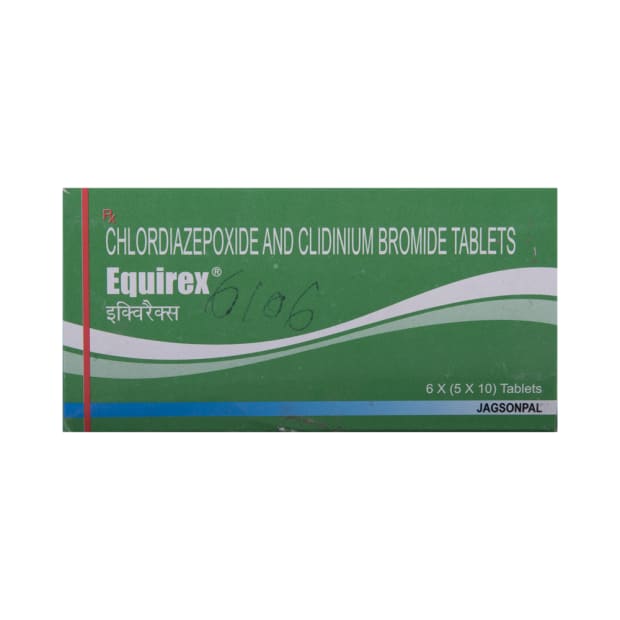 Rx
CHLORDIAZEPOXIDE AND CLIDINIUM BROMIDE TABLETS
Equirex®
6106
इक्विरैक्स
6 X (5 X 10) Tablets
JAGSONPAL